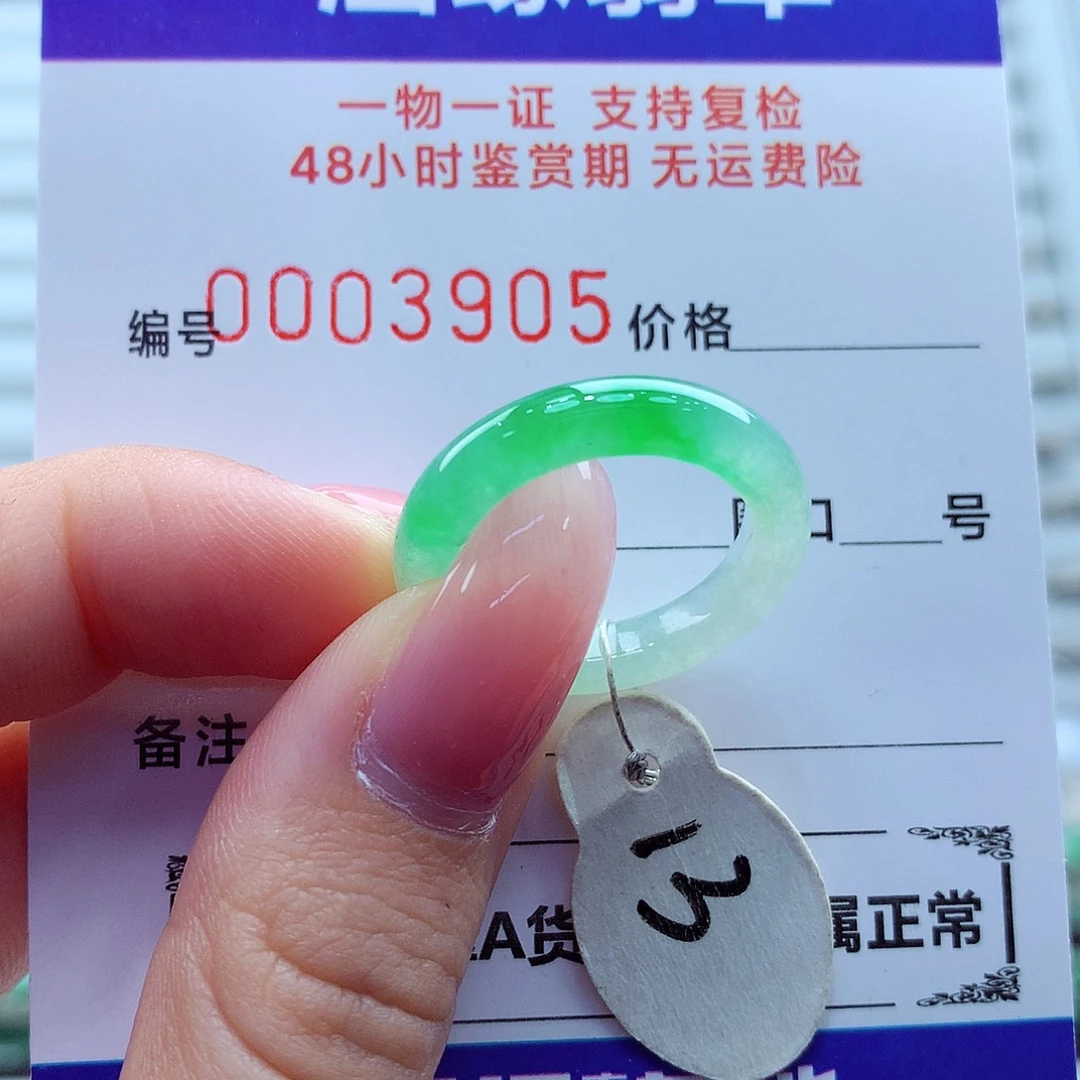 一物一证 支持复检
48小时鉴赏期 无运费险
编号0003905价格
口 号
备注
13
A货 属正常